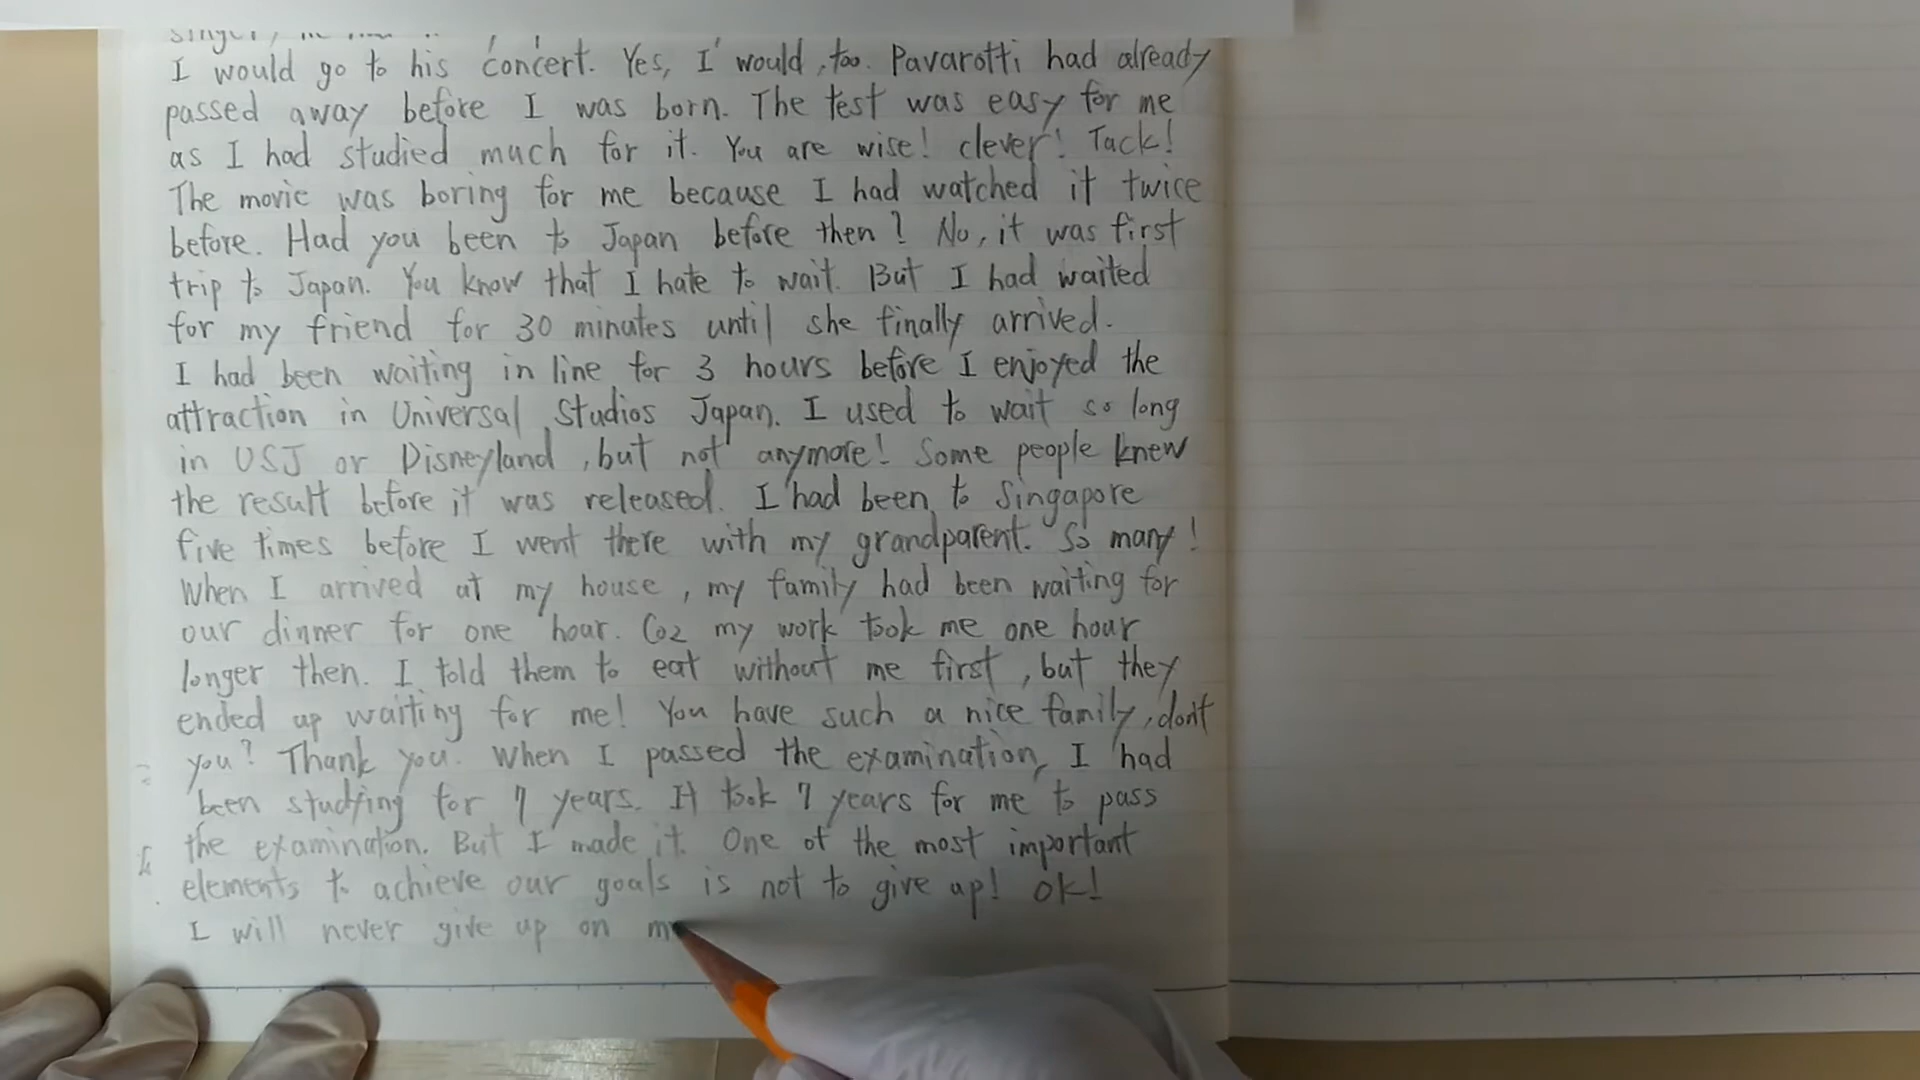 I would go to his concert. Yes, I would, too. Pavarotti had already
passed away before I was born. The test was easy for me
as I had studied much for it. You are wise! clever! Tack!
The movie was boring for me because I had watched it twice
before. Had you been to Japan before then? No, it was first
trip to Japan. You know that I hate to wait. But I had waited
for my friend for 30 minutes until she finally arrived.
I had been waiting in line for 3 hours before I enjoyed the
attraction in Universal Studios Japan. I used to wait so long
in USJ or Disneyland, but not anymore! Some people knew
the result before it was released. I had been to Singapore
five times before I went there with my grandparent. So many!
When I arrived at my house, my family had been waiting for
our dinner for one hour. Coz my work took me one hour
longer then. I told them to eat without me first, but they
ended up waiting for me! You have such a nice family, don't
you? Thank you. When I passed the examination, I had
been studying for 7 years. It took 7 years for me to pass
the examination. But I made it. One of the most important
elements to achieve our goals is not to give up! Ok!
I will never give up on m